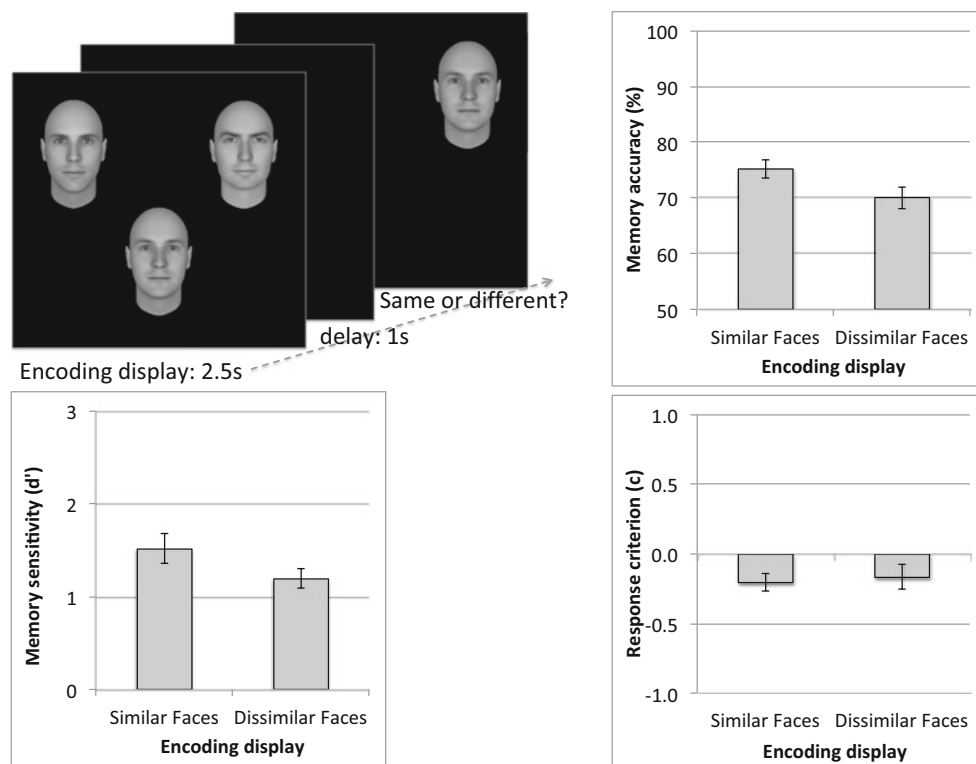 Same or different?
delay: 1s
Encoding display: 2.5s
100
90
80
70
60
50
Memory accuracy (%)
Similar Faces Dissimilar Faces
Encoding display
3
2
1
0
Memory sensitivity (d')
Similar Faces Dissimilar Faces
Encoding display
1.0
0.5
0.0
-0.5
-1.0
Response criterion (c)
Similar Faces Dissimilar Faces
Encoding display